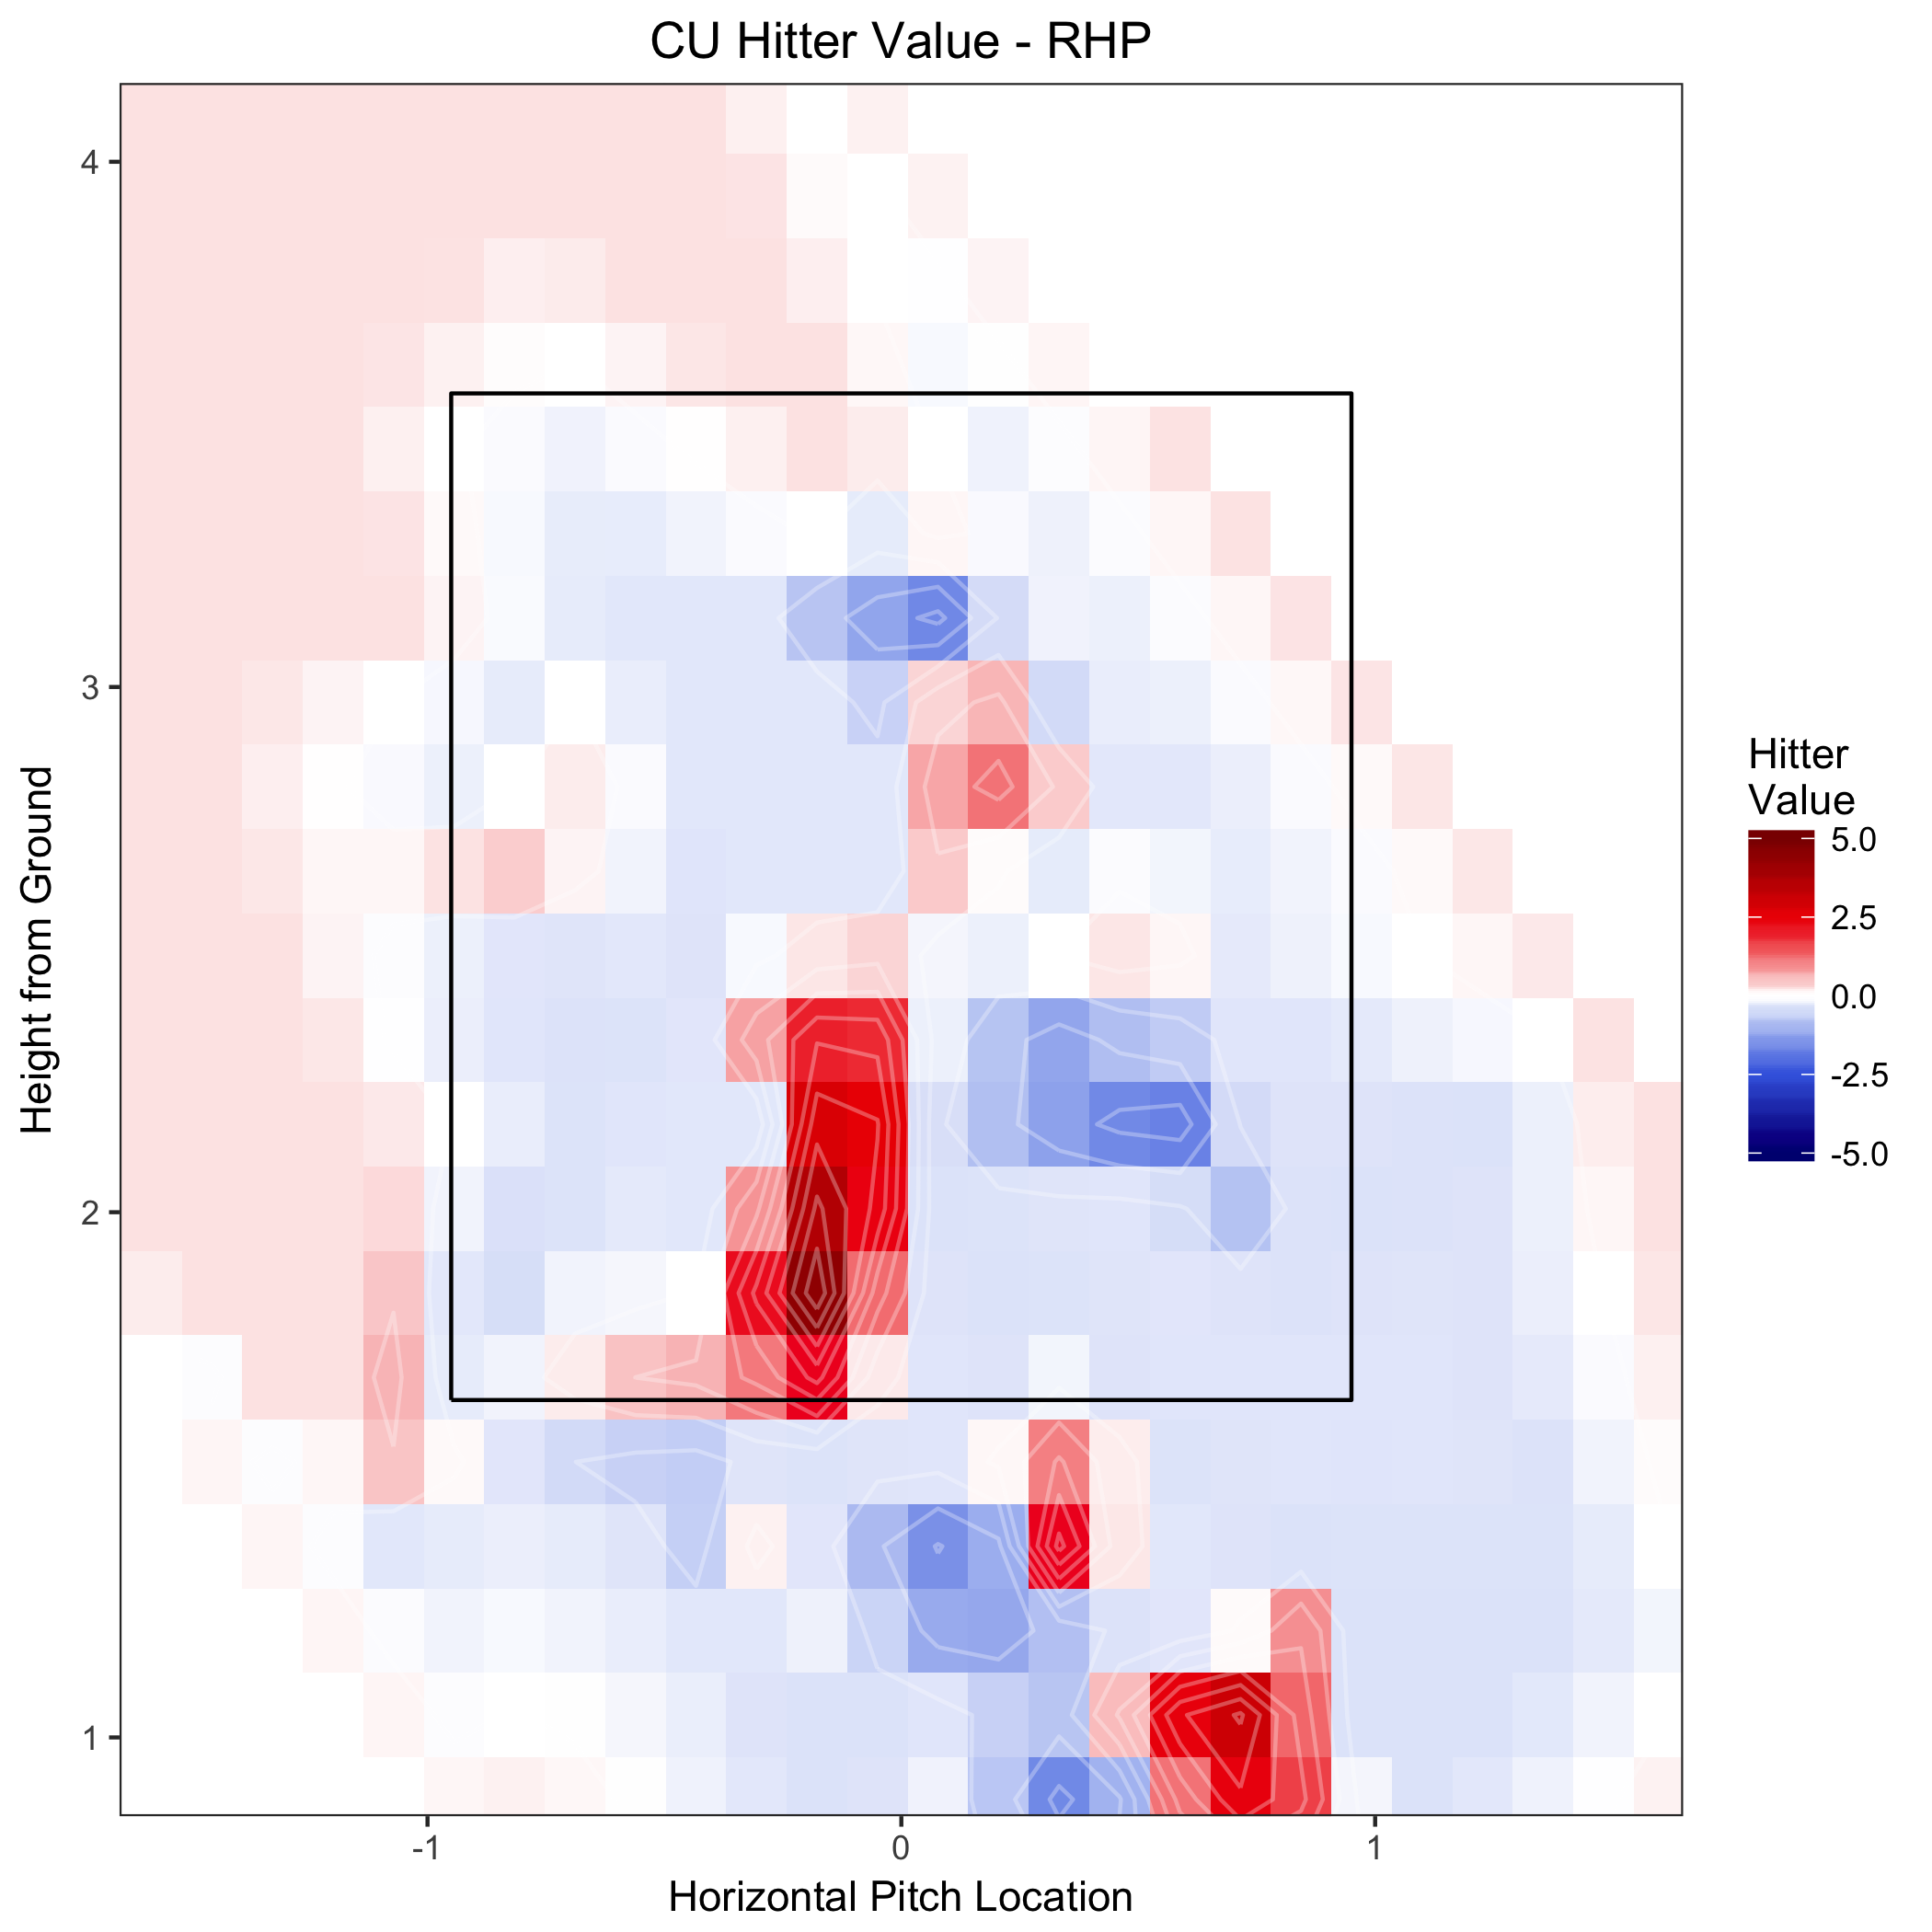 CU Hitter Value - RHP
4
3
2
1
Height from Ground
-1
0
1
Horizontal Pitch Location
Hitter
Value
5.0
2.5
0.0
-2.5
-5.0